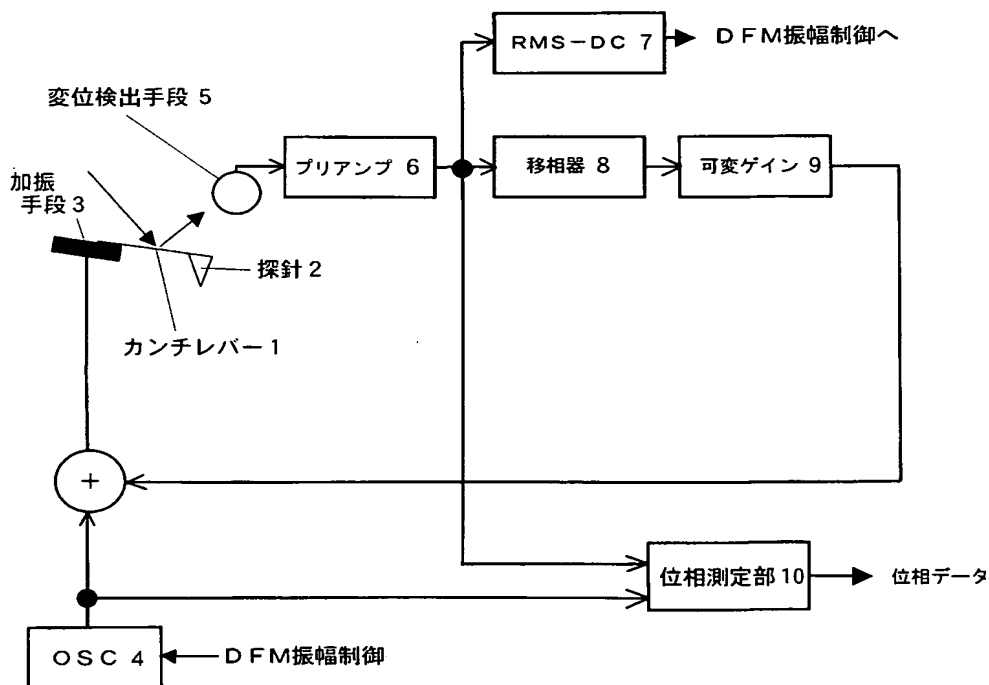 RMS-DC 7
DFM振幅制御へ
変位検出手段 5
プリアンプ 6
移相器 8
可変ゲイン 9
加振
手段 3
探針 2
カンチレバー 1
+
位相測定部 10
位相データ
OSC 4
DFM振幅制御